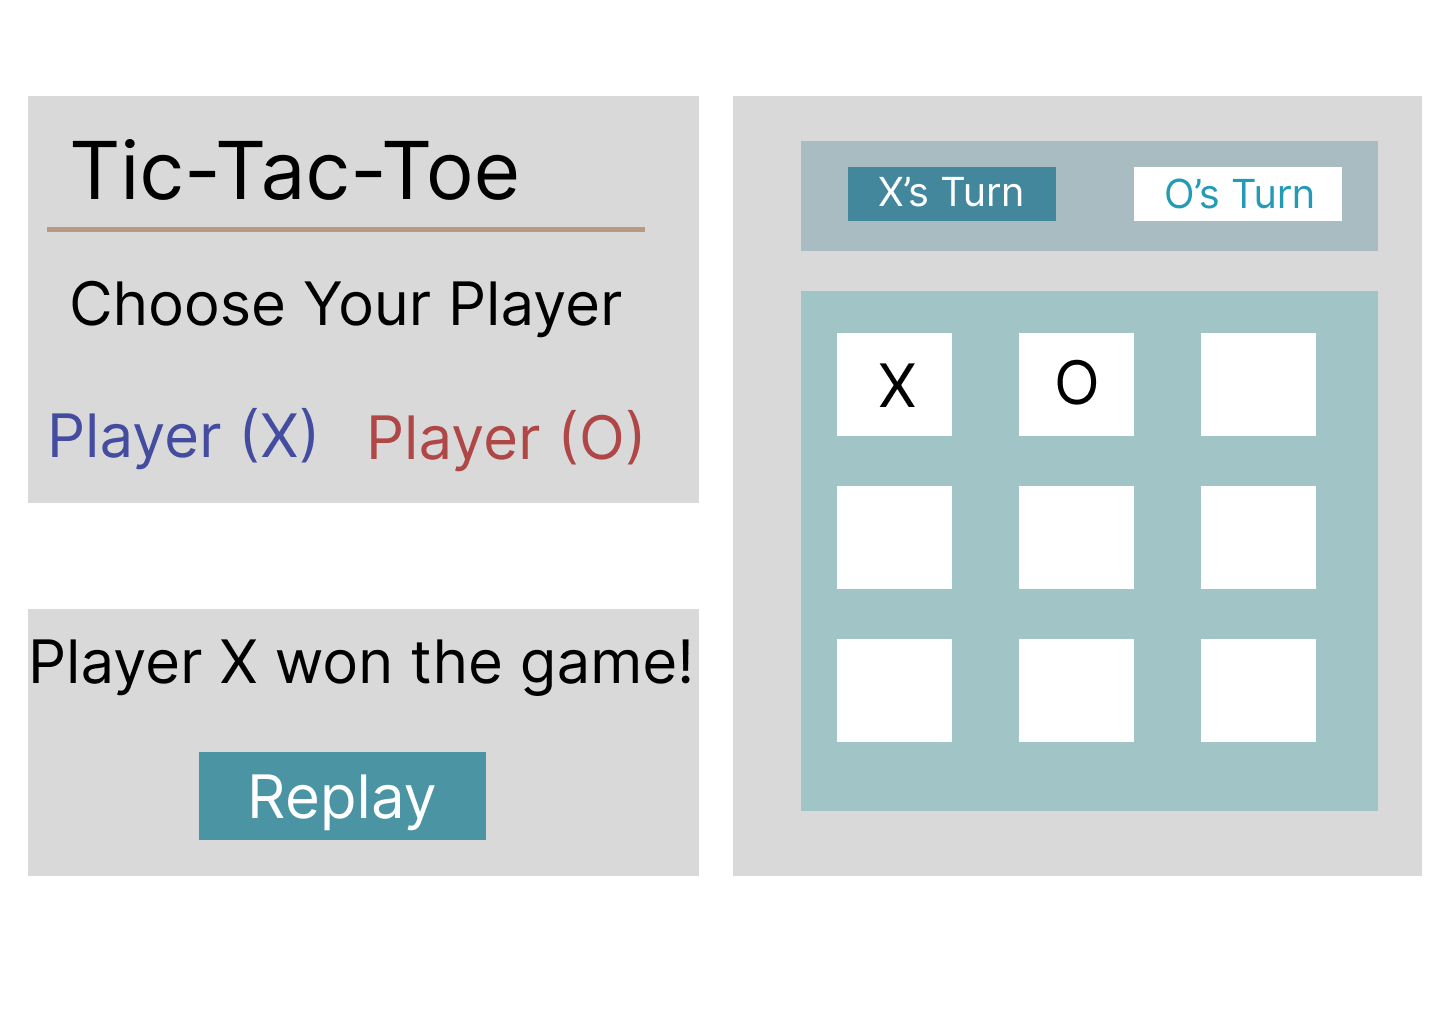 Tic-Tac-Toe
Choose Your Player
Player (X) Player (O)
Player X won the game!
Replay
X’s Turn O’s Turn
X O